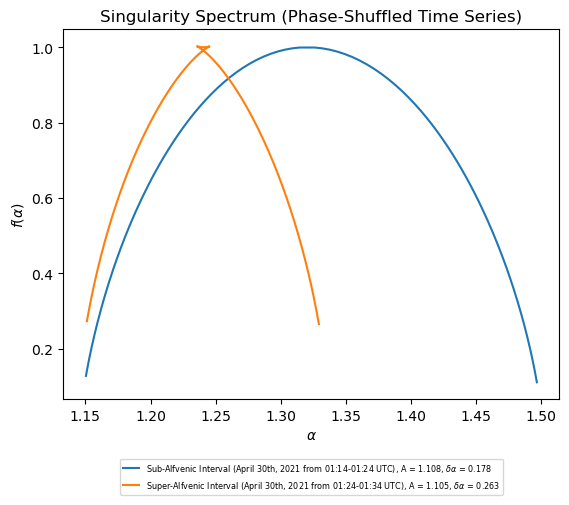 Singularity Spectrum (Phase-Shuffled Time Series)
1.0
0.8
0.6
0.4
0.2
f(α)
1.15 1.20 1.25 1.30 1.35 1.40 1.45 1.50
α
Sub-Alfvenic Interval (April 30th, 2021 from 01:14-01:24 UTC), A = 1.108, δα = 0.178
Super-Alfvenic Interval (April 30th, 2021 from 01:24-01:34 UTC), A = 1.105, δα = 0.263